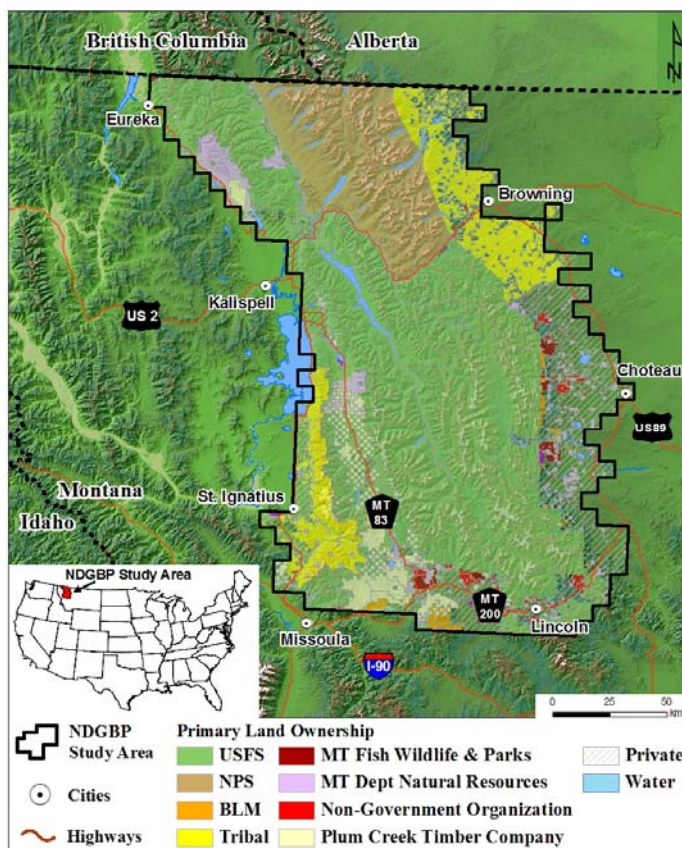 British Columbia
Alberta
N
Eureka
Browning
Kalispell
US 2
Choteau
US89
Montana
St. Ignatius
Idaho
MT
83
NDGBP Study Area
MT
200
Lincoln
Missoula
I-90
0 25 50
km
NDGBP
Study Area
Cities
Highways
Primary Land Ownership
USFS
NPS
BLM
Tribal
MT Fish Wildlife & Parks
MT Dept Natural Resources
Non-Government Organization
Plum Creek Timber Company
Private
Water